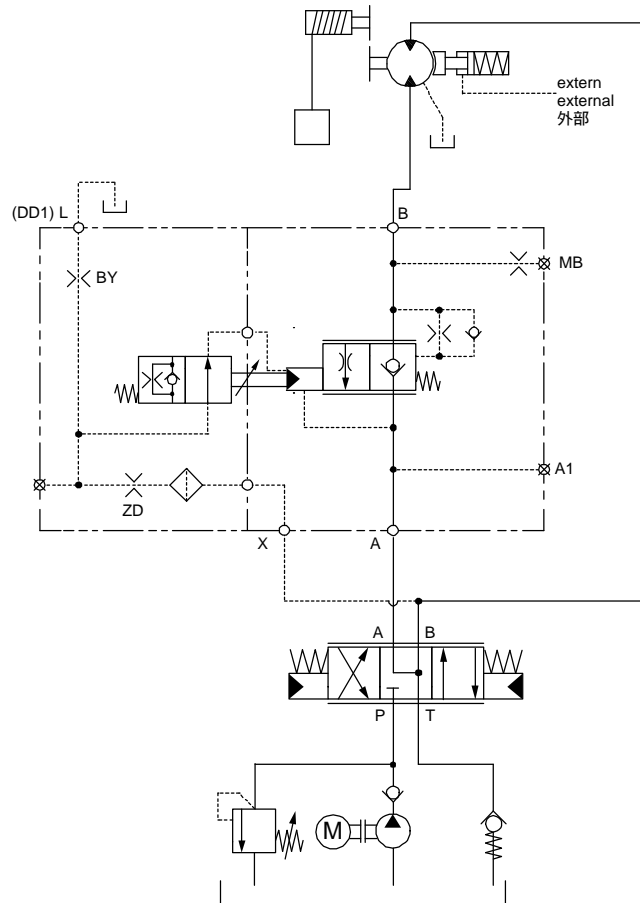 extern
external
外部
(DD1) L
B
BY
MB
A1
ZD
X
A
A B
P T
M